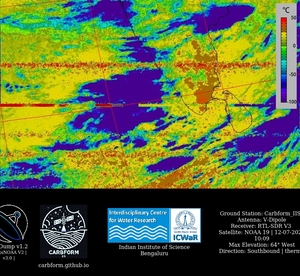 °C
50
0
-50
-100
Dump v1.2
(aNOAA V2 |
v3.0 )
CARBFORM
carbform.github.io
Interdisciplinary Centre
for Water Research
Indian Institute of Science
Bengaluru
ICWaR
Ground Station: Carbform_IIS
Antenna: V-Dipole
Receiver: RTL-SDR V3
Satellite: NOAA 19 | 12-07-202
10:09
Max Elevation: 64° West
Direction: Southbound | therm